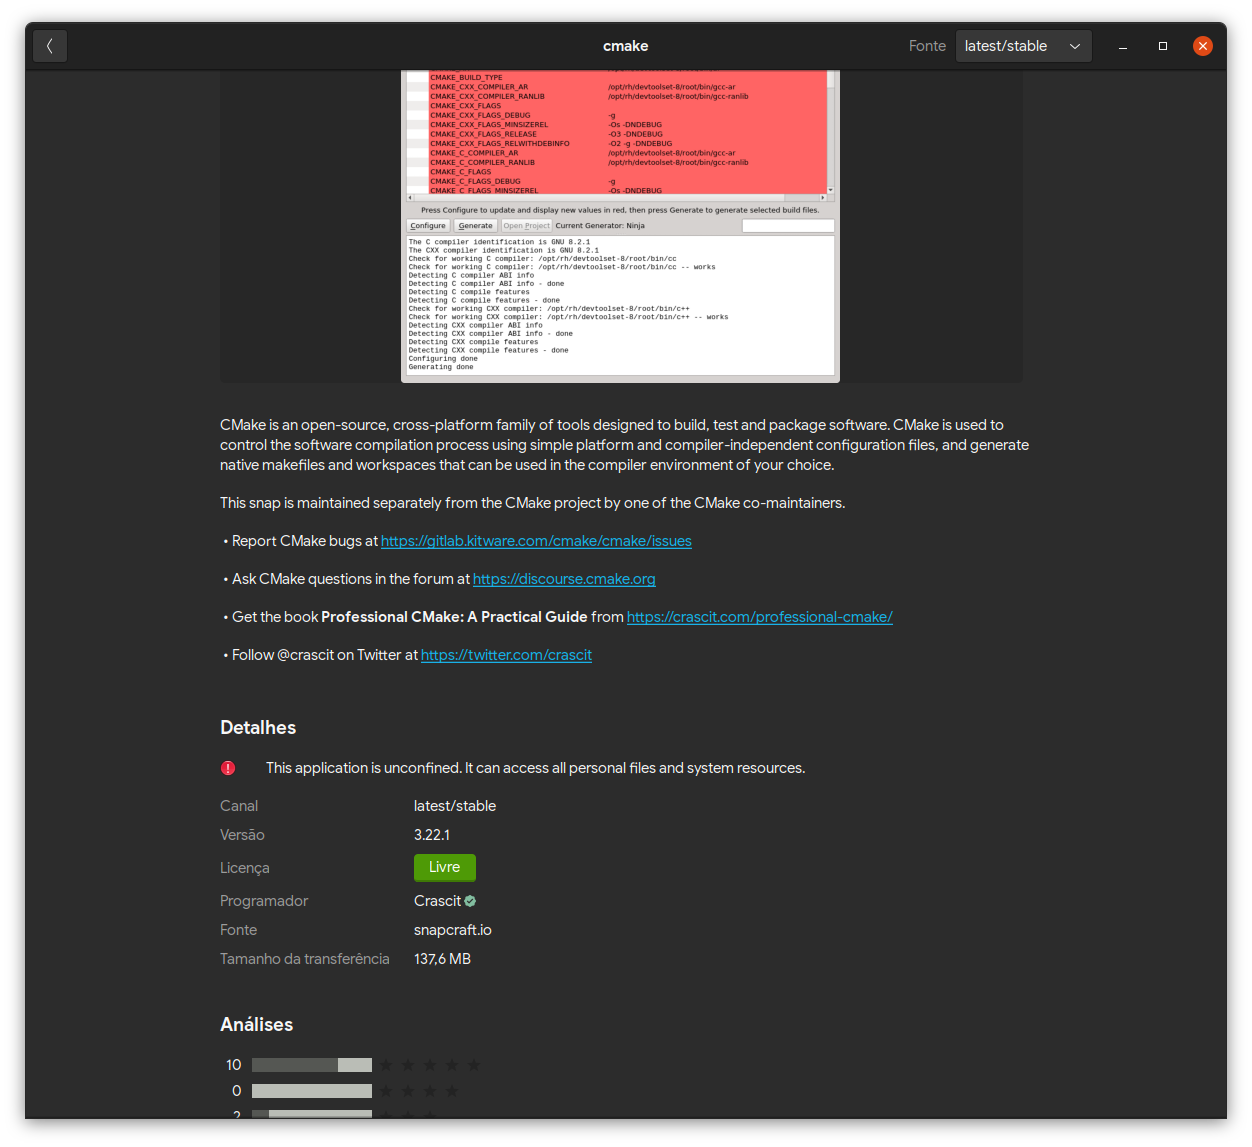 cmake
Fonte latest/stable
CMAKE_BUILD_TYPE
CMAKE_CXX_COMPILER_AR /opt/rh/devtoolset-8/root/bin/gcc-ar
CMAKE_CXX_COMPILER_RANLIB /opt/rh/devtoolset-8/root/bin/gcc-ranlib
CMAKE_CXX_FLAGS
CMAKE_CXX_FLAGS_DEBUG -g
CMAKE_CXX_FLAGS_MINSIZEREL -Os -DNDEBUG
CMAKE_CXX_FLAGS_RELEASE -O3 -DNDEBUG
CMAKE_CXX_FLAGS_RELWITHDEBINFO -O2 -g -DNDEBUG
CMAKE_C_COMPILER_AR /opt/rh/devtoolset-8/root/bin/gcc-ar
CMAKE_C_COMPILER_RANLIB /opt/rh/devtoolset-8/root/bin/gcc-ranlib
CMAKE_C_FLAGS
CMAKE_C_FLAGS_DEBUG -g
CMAKE_C_FLAGS_MINSIZEREL -Os -DNDEBUG
Press Configure to update and display new values in red, then press Generate to generate selected build files.
Configure Generate Open Project Current Generator: Ninja
The C compiler identification is GNU 8.2.1
The CXX compiler identification is GNU 8.2.1
Check for working C compiler: /opt/rh/devtoolset-8/root/bin/cc
Check for working C compiler: /opt/rh/devtoolset-8/root/bin/cc -- works
Detecting C compiler ABI info
Detecting C compiler ABI info - done
Detecting C compile features
Detecting C compile features - done
Check for working CXX compiler: /opt/rh/devtoolset-8/root/bin/c++
Check for working CXX compiler: /opt/rh/devtoolset-8/root/bin/c++ -- works
Detecting CXX compiler ABI info
Detecting CXX compiler ABI info - done
Detecting CXX compile features
Detecting CXX compile features - done
Configuring done
Generating done
CMake is an open-source, cross-platform family of tools designed to build, test and package software. CMake is used to
control the software compilation process using simple platform and compiler-independent configuration files, and generate
native makefiles and workspaces that can be used in the compiler environment of your choice.
This snap is maintained separately from the CMake project by one of the CMake co-maintainers.
• Report CMake bugs at https://gitlab.kitware.com/cmake/cmake/issues
• Ask CMake questions in the forum at https://discourse.cmake.org
• Get the book Professional CMake: A Practical Guide from https://crascit.com/professional-cmake/
• Follow @crascit on Twitter at https://twitter.com/crascit
Detalhes
This application is unconfined. It can access all personal files and system resources.
Canal latest/stable
Versão 3.22.1
Licença Livre
Programador Crascit
Fonte snapcraft.io
Tamanho da transferência 137,6 MB
Análises
10
0
2